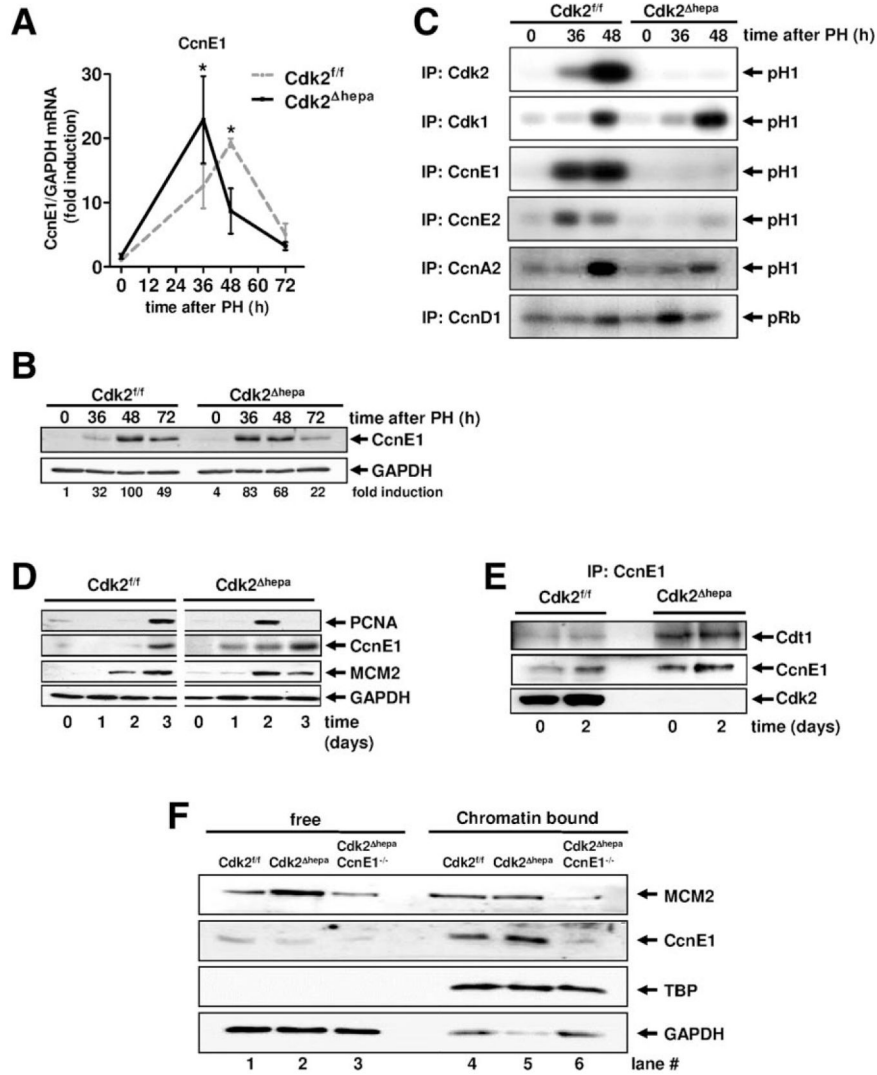 A
CcnE1
Cdk2f/f
Cdk2Δhepa
CcnE1/GAPDH mRNA
(fold induction)
30
20
10
0
*
*
0 12 24 36 48 60 72
time after PH (h)
B
Cdk2f/f Cdk2Δhepa
0 36 48 72 0 36 48 72 time after PH (h)
CcnE1
GAPDH
1 32 100 49 4 83 68 22 fold induction
C
Cdk2f/f Cdk2Δhepa
0 36 48 0 36 48 time after PH (h)
IP: Cdk2 pH1
IP: Cdk1 pH1
IP: CcnE1 pH1
IP: CcnE2 pH1
IP: CcnA2 pH1
IP: CcnD1 pRb
D
Cdk2f/f Cdk2Δhepa
PCNA
CcnE1
MCM2
GAPDH
0 1 2 3 0 1 2 3 time
(days)
E
IP: CcnE1
Cdk2f/f Cdk2Δhepa
Cdt1
CcnE1
Cdk2
0 2 0 2 time (days)
F
free Chromatin bound
Cdk2f/f Cdk2Δhepa Cdk2Δhepa CcnE1-/- Cdk2f/f Cdk2Δhepa Cdk2Δhepa CcnE1-/-
MCM2
CcnE1
TBP
GAPDH
1 2 3 4 5 6 lane #